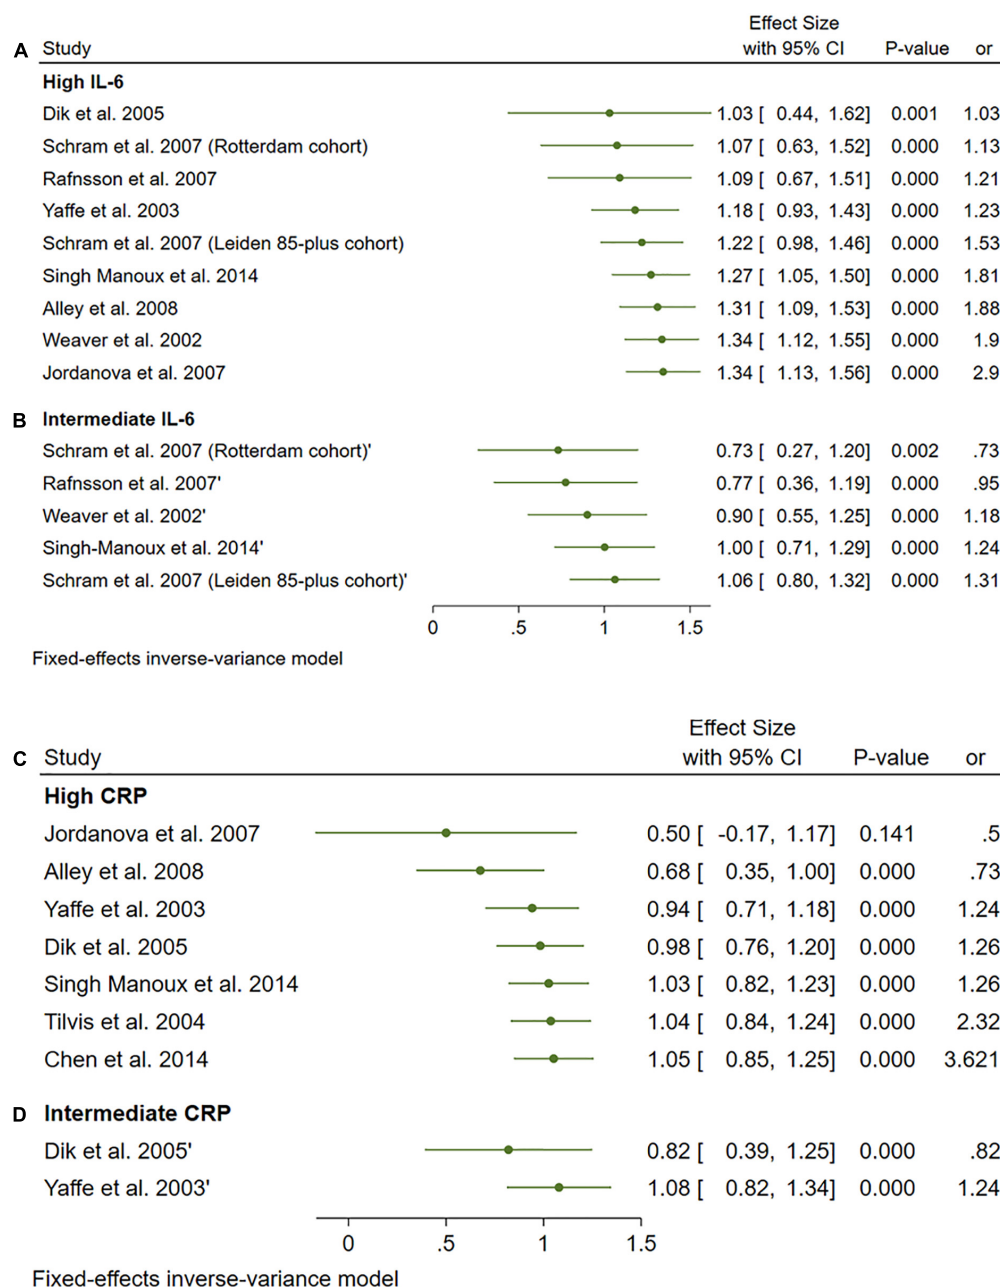 Effect Size
A Study with 95% CI P-value or
High IL-6
Dik et al. 2005 1.03 [ 0.44, 1.62] 0.001 1.03
Schram et al. 2007 (Rotterdam cohort) 1.07 [ 0.63, 1.52] 0.000 1.13
Rafnsson et al. 2007 1.09 [ 0.67, 1.51] 0.000 1.21
Yaffe et al. 2003 1.18 [ 0.93, 1.43] 0.000 1.23
Schram et al. 2007 (Leiden 85-plus cohort) 1.22 [ 0.98, 1.46] 0.000 1.53
Singh Manoux et al. 2014 1.27 [ 1.05, 1.50] 0.000 1.81
Alley et al. 2008 1.31 [ 1.09, 1.53] 0.000 1.88
Weaver et al. 2002 1.34 [ 1.12, 1.55] 0.000 1.9
Jordanova et al. 2007 1.34 [ 1.13, 1.56] 0.000 2.9
B Intermediate IL-6
Schram et al. 2007 (Rotterdam cohort)' 0.73 [ 0.27, 1.20] 0.002 .73
Rafnsson et al. 2007' 0.77 [ 0.36, 1.19] 0.000 .95
Weaver et al. 2002' 0.90 [ 0.55, 1.25] 0.000 1.18
Singh-Manoux et al. 2014' 1.00 [ 0.71, 1.29] 0.000 1.24
Schram et al. 2007 (Leiden 85-plus cohort)' 1.06 [ 0.80, 1.32] 0.000 1.31
0 .5 1 1.5
Fixed-effects inverse-variance model
Effect Size
C Study with 95% CI P-value or
High CRP
Jordanova et al. 2007 0.50 [ -0.17, 1.17] 0.141 .5
Alley et al. 2008 0.68 [ 0.35, 1.00] 0.000 .73
Yaffe et al. 2003 0.94 [ 0.71, 1.18] 0.000 1.24
Dik et al. 2005 0.98 [ 0.76, 1.20] 0.000 1.26
Singh Manoux et al. 2014 1.03 [ 0.82, 1.23] 0.000 1.26
Tilvis et al. 2004 1.04 [ 0.84, 1.24] 0.000 2.32
Chen et al. 2014 1.05 [ 0.85, 1.25] 0.000 3.621
D Intermediate CRP
Dik et al. 2005' 0.82 [ 0.39, 1.25] 0.000 .82
Yaffe et al. 2003' 1.08 [ 0.82, 1.34] 0.000 1.24
0 .5 1 1.5
Fixed-effects inverse-variance model